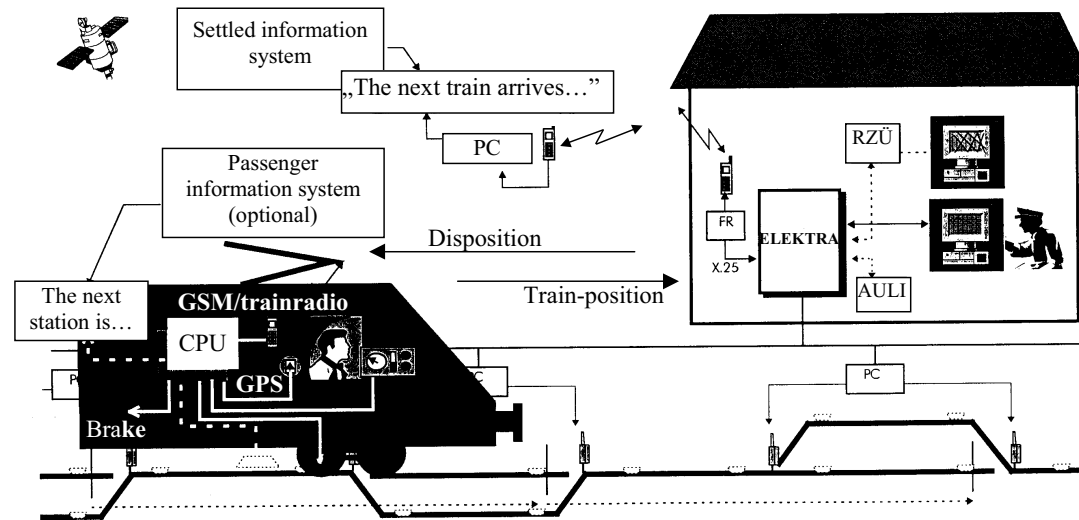 Settled information
system
„The next train arrives…”
PC
Passenger
information system
(optional)
RZÜ
FR
ELEKTRA
X.25
AULI
Disposition
Train-position
The next
station is…
GSM/trainradio
CPU
GPS
Brake
PC